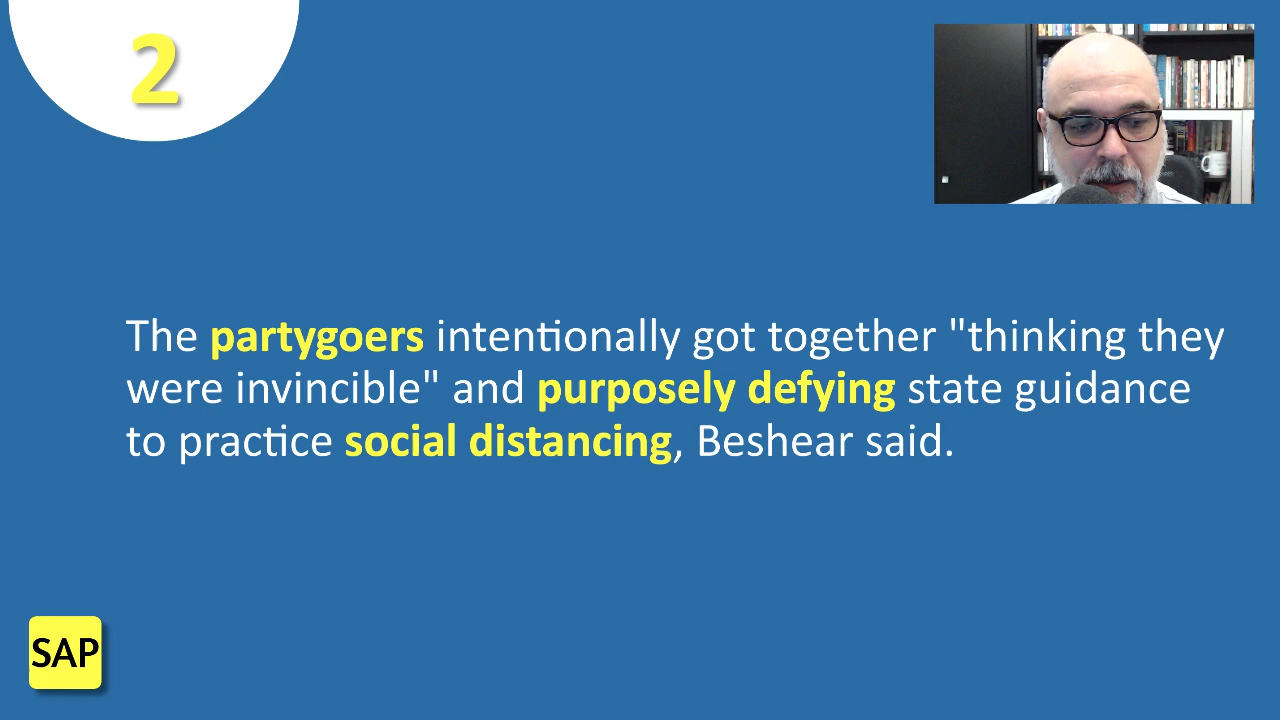 2
The partygoers intentionally got together "thinking they
were invincible" and purposely defying state guidance
to practice social distancing, Beshear said.
SAP